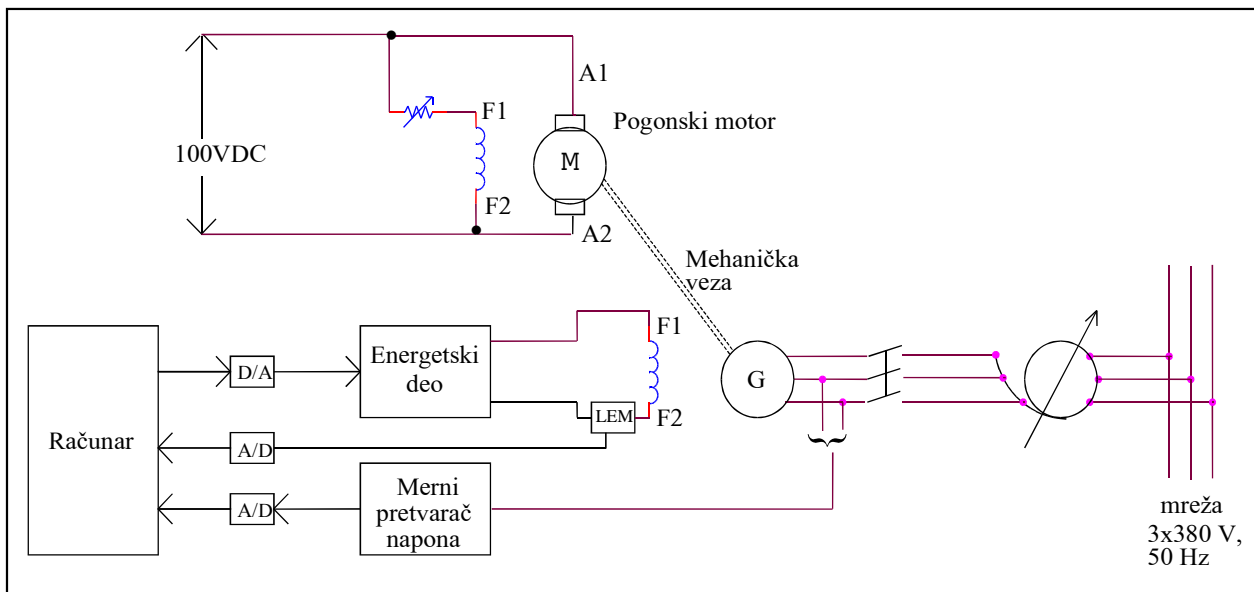 A1
F1
Pogonski motor
100VDC
M
F2
A2
Mehanička
veza
F1
Energetski
deo
D/A
G
LEM
F2
Računar
A/D
Merni
pretvarač
napona
A/D
mreža
3x380 V,
50 Hz